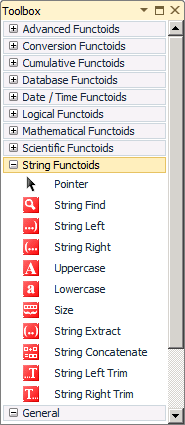 Toolbox
Advanced Functoids
Conversion Functoids
Cumulative Functoids
Database Functoids
Date / Time Functoids
Logical Functoids
Mathematical Functoids
Scientific Functoids
String Functoids
Pointer
String Find
...) String Left
(... String Right
A Uppercase
a Lowercase
Size
(..) String Extract
String Concatenate
..T String Left Trim
T... String Right Trim
General